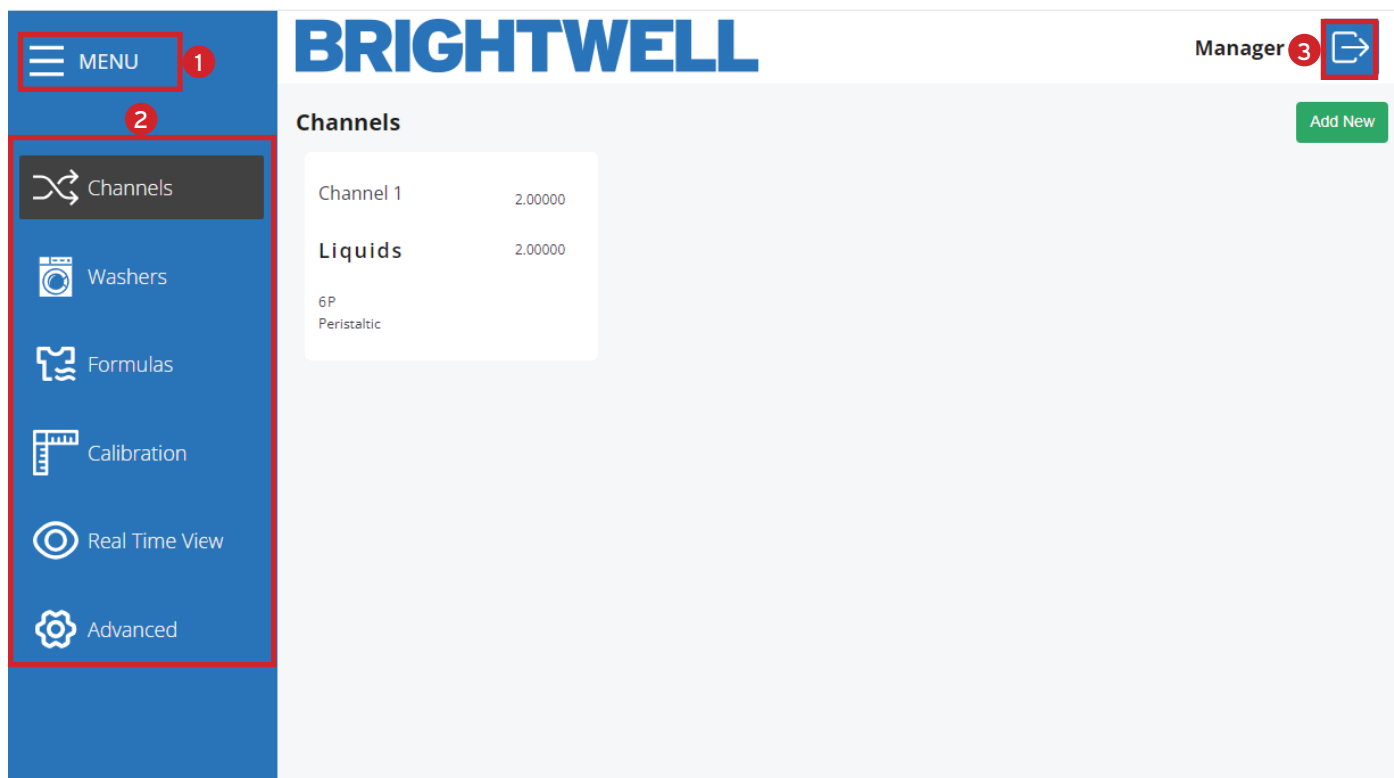 MENU
1
BRIGHTWELL
Manager
3
2
Channels
Add New
Channels
Washers
Formulas
Calibration
Real Time View
Advanced
Channel 1
2.00000
Liquids
2.00000
6P
Peristaltic